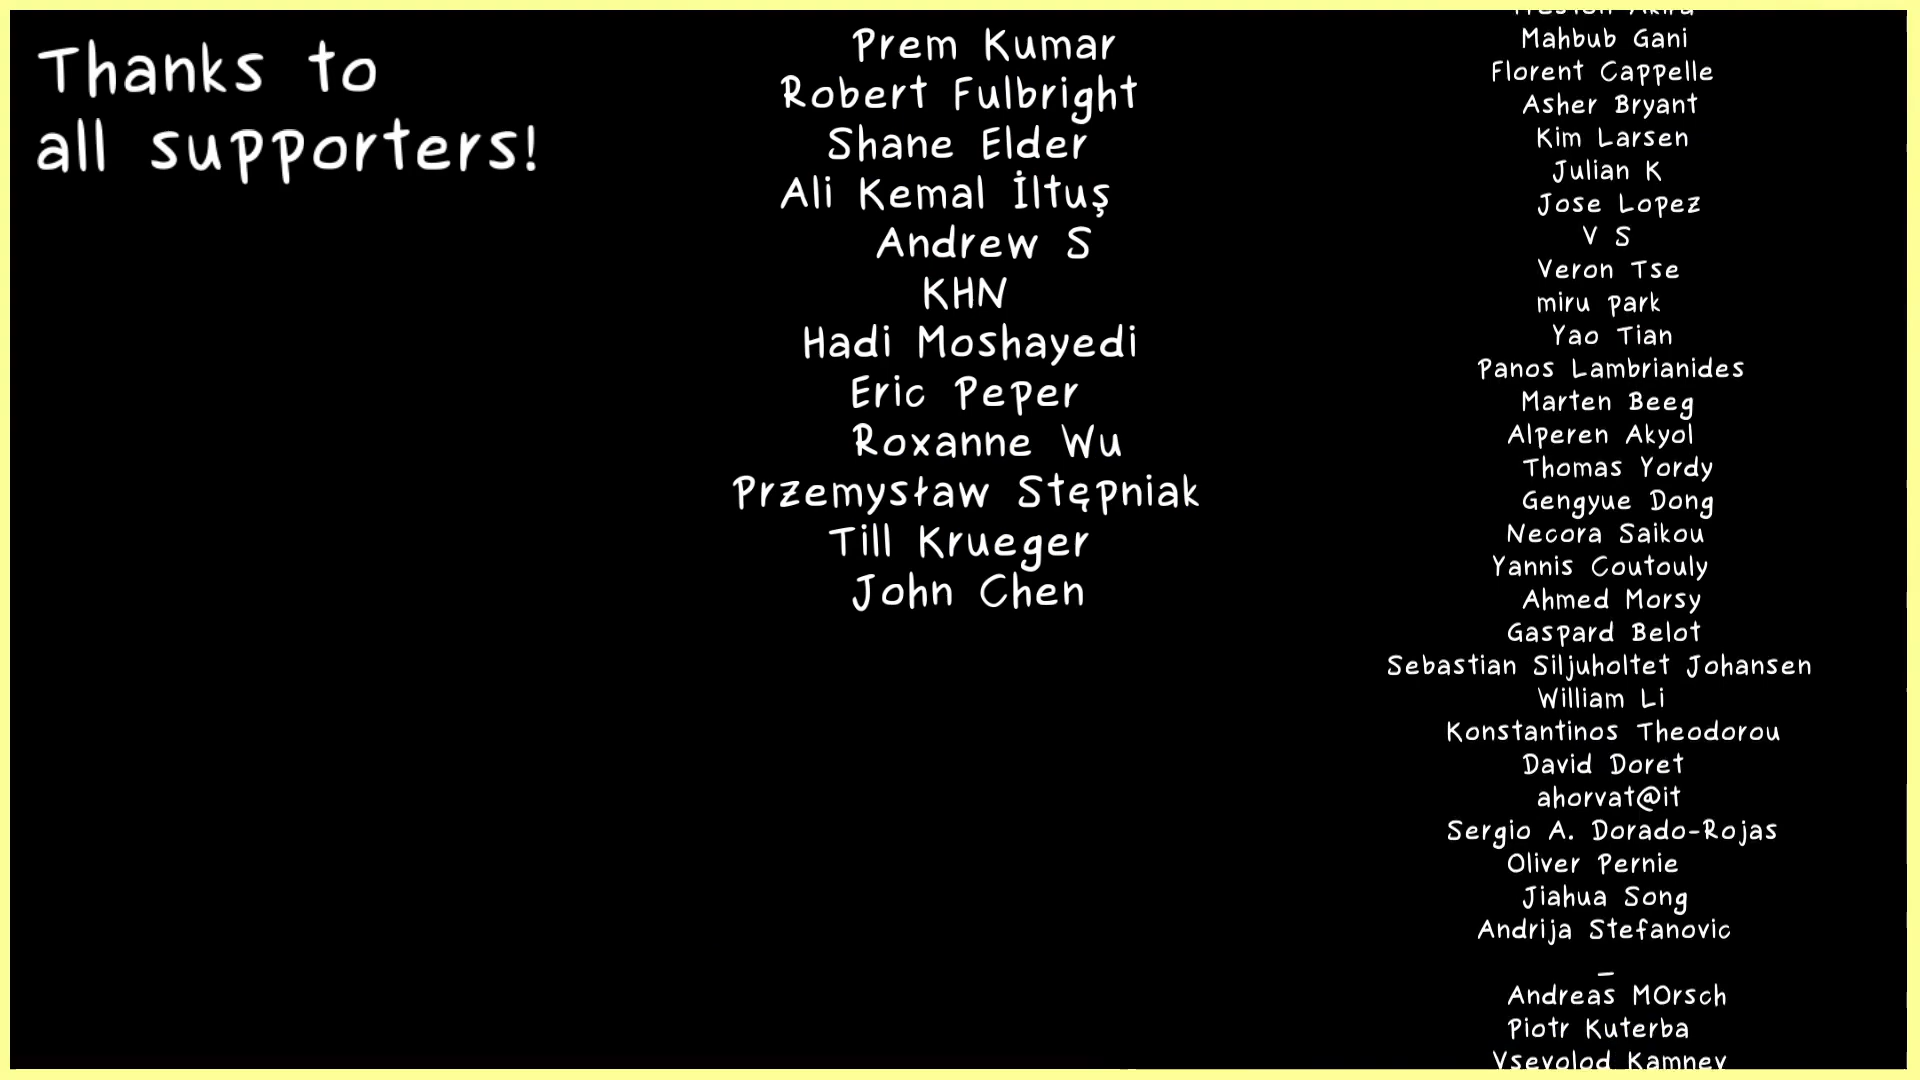 Thanks to
all supporters!
Prem Kumar
Robert Fulbright
Shane Elder
Ali Kemal İltuş
Andrew S
KHN
Hadi Moshayedi
Eric Peper
Roxanne Wu
Przemysław Stępniak
Till Krueger
John Chen
Mahbub Gani
Florent Cappelle
Asher Bryant
Kim Larsen
Julian K
Jose Lopez
V S
Veron Tse
miru park
Yao Tian
Panos Lambrianides
Marten Beeg
Alperen Akyol
Thomas Yordy
Gengyue Dong
Necora Saikou
Yannis Coutouly
Ahmed Morsy
Gaspard Belot
Sebastian Siljuholtet Johansen
William Li
Konstantinos Theodorou
David Doret
ahorvat@it
Sergio A. Dorado-Rojas
Oliver Pernie
Jiahua Song
Andrija Stefanovic
_
Andreas MOrsch
Piotr Kuterba
Vsevolod Kamnev